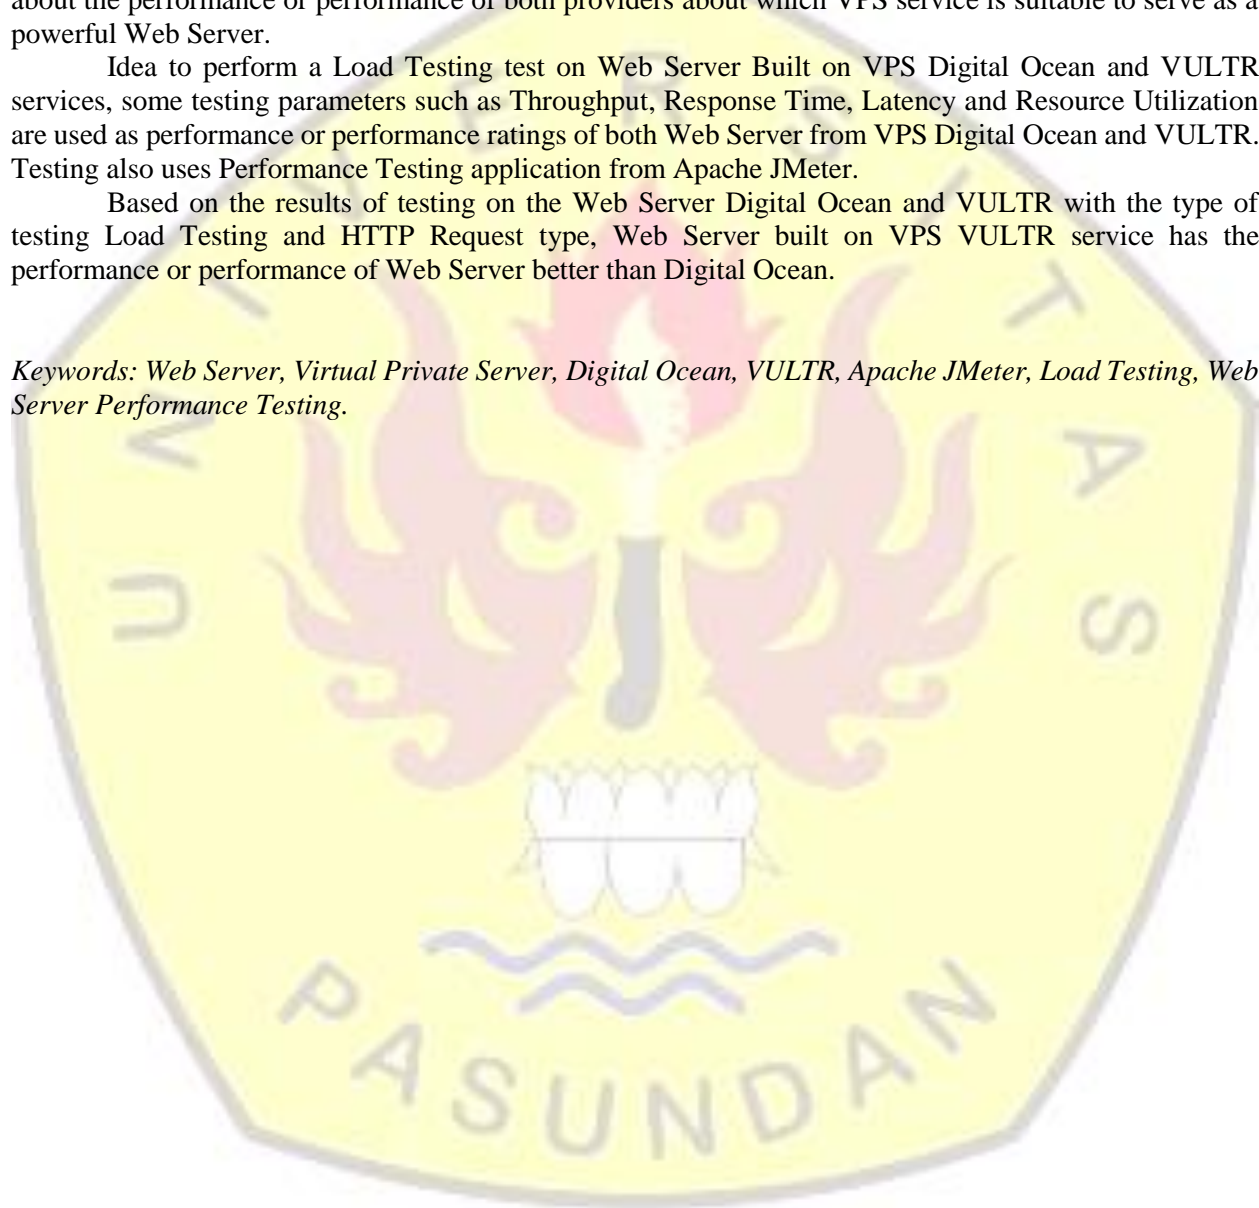 about the performance or performance of both providers about which VPS service is suitable to serve as a
powerful Web Server.
Idea to perform a Load Testing test on Web Server Built on VPS Digital Ocean and VULTR
services, some testing parameters such as Throughput, Response Time, Latency and Resource Utilization
are used as performance or performance ratings of both Web Server from VPS Digital Ocean and VULTR.
Testing also uses Performance Testing application from Apache JMeter.
Based on the results of testing on the Web Server Digital Ocean and VULTR with the type of
testing Load Testing and HTTP Request type, Web Server built on VPS VULTR service has the
performance or performance of Web Server better than Digital Ocean.
Keywords: Web Server, Virtual Private Server, Digital Ocean, VULTR, Apache JMeter, Load Testing, Web
Server Performance Testing.
UNIVERSITAS
PASUNDAN